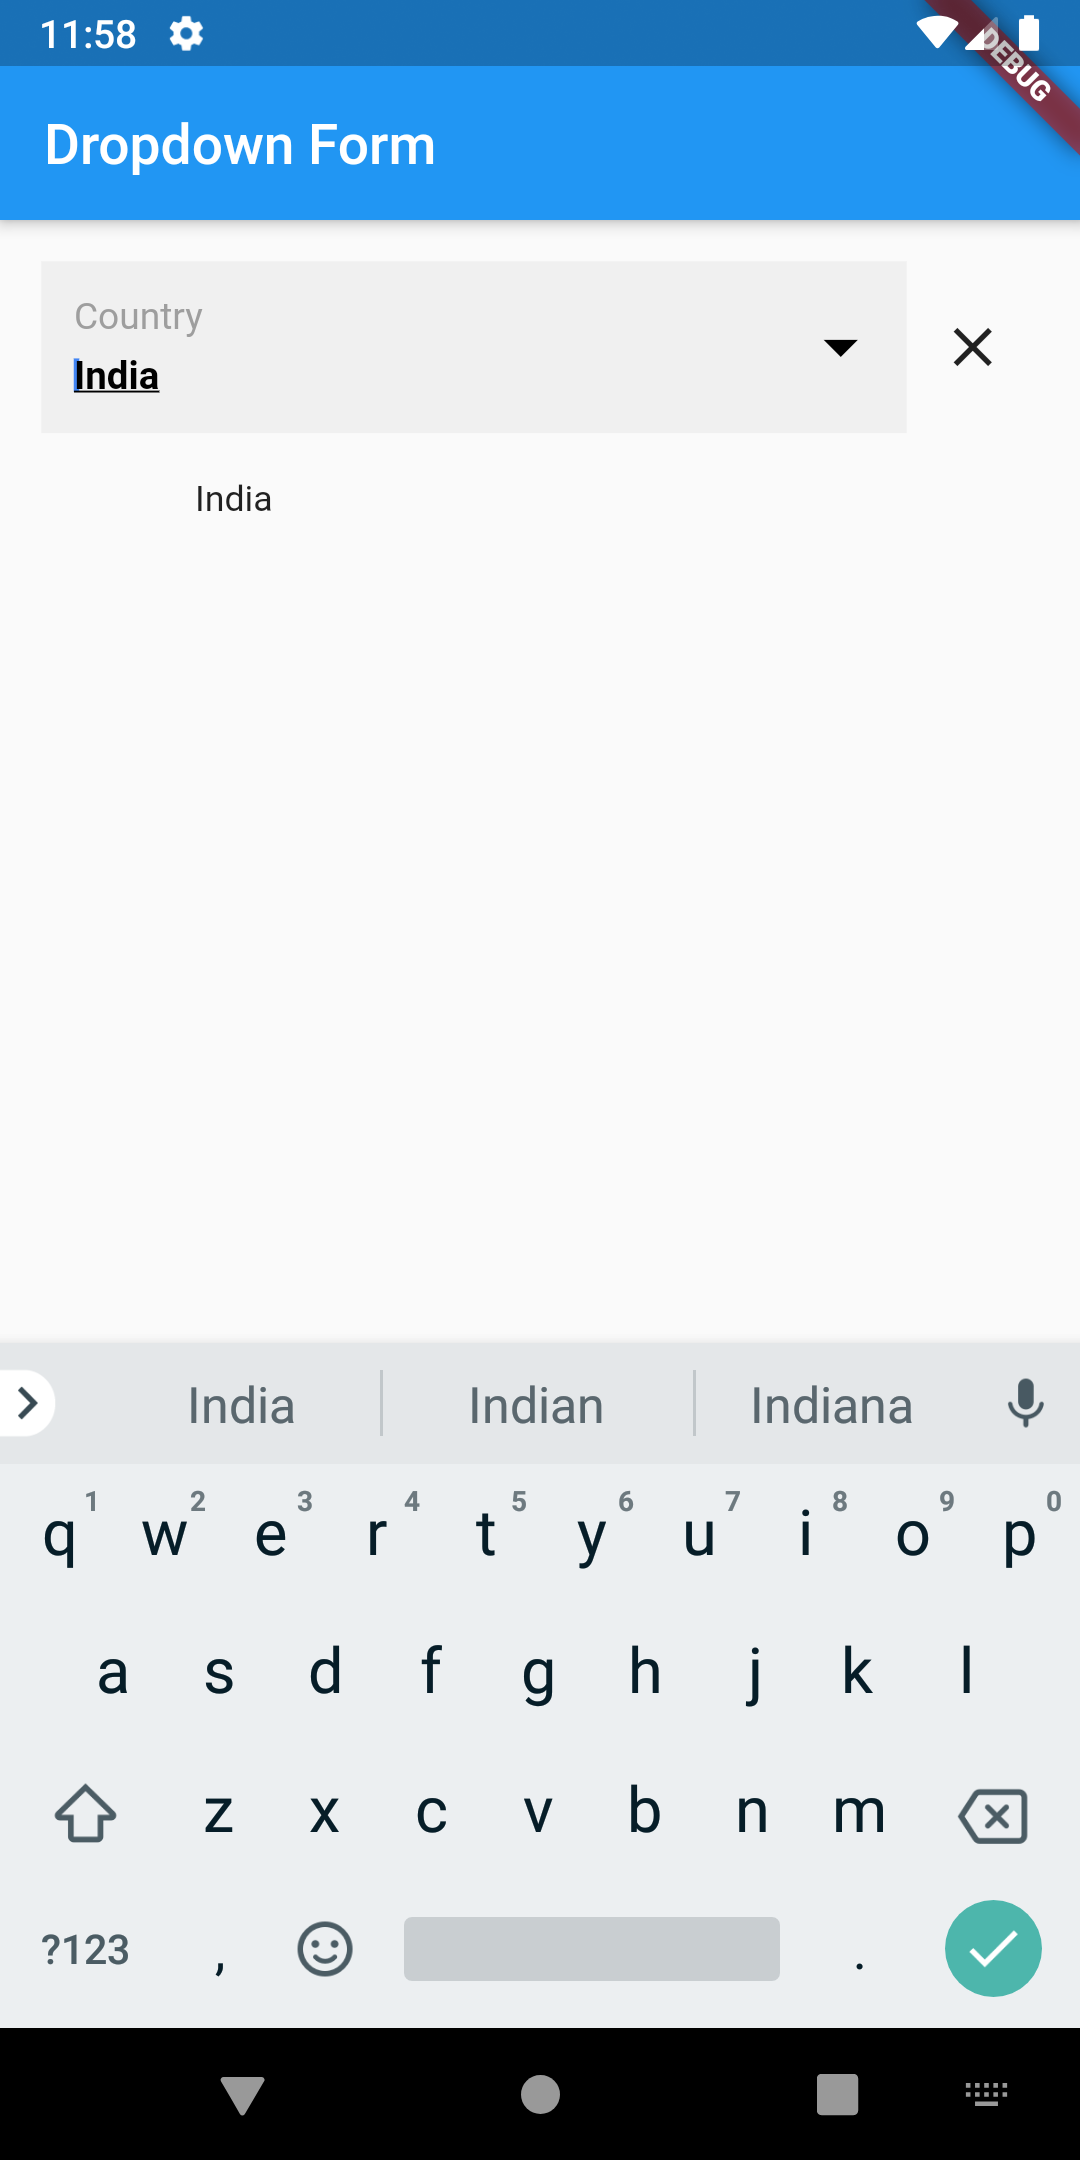 11:58
DEBUG
Dropdown Form
Country
India
India
India Indian Indiana
q 1 w 2 e 3 r 4 t 5 y 6 u 7 i 8 o 9 p 0
a s d f g h j k l
z x c v b n m
?123 , .